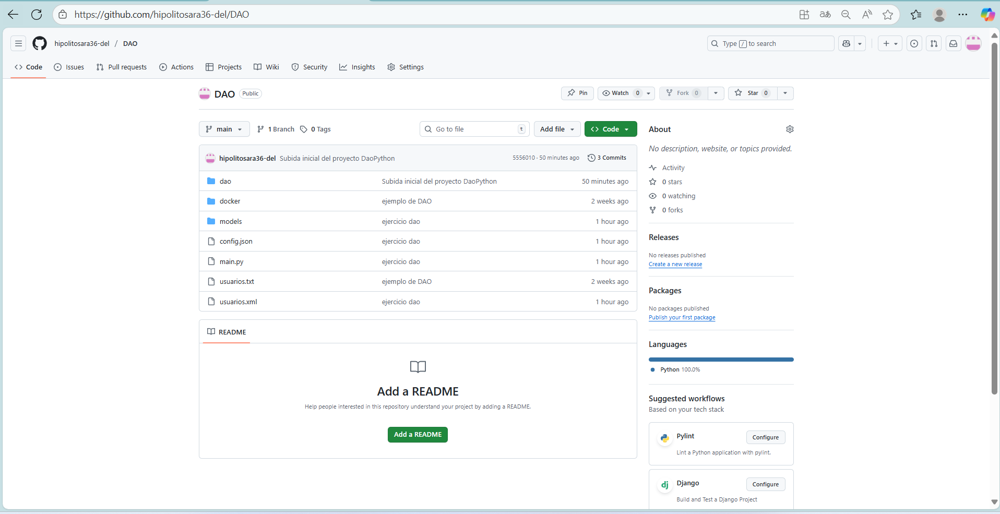 https://github.com/hipolitosara36-del/DAO
hipolitosara36-del / DAO
Type / to search
Code Issues Pull requests Actions Projects Wiki Security Insights Settings
DAO Public
Pin Watch 0 Fork 0 Star 0
main 1 Branch 0 Tags Go to file t Add file Code
hipolitosara36-del Subida inicial del proyecto DaoPython 5556010 · 50 minutes ago 3 Commits
dao Subida inicial del proyecto DaoPython 50 minutes ago
docker ejemplo de DAO 2 weeks ago
models ejercicio dao 1 hour ago
config.json ejercicio dao 1 hour ago
main.py ejercicio dao 1 hour ago
usuarios.txt ejemplo de DAO 2 weeks ago
usuarios.xml ejercicio dao 1 hour ago
README
Add a README
Help people interested in this repository understand your project by adding a README.
Add a README
About
No description, website, or topics provided.
Activity
0 stars
0 watching
0 forks
Releases
No releases published
Create a new release
Packages
No packages published
Publish your first package
Languages
Python 100.0%
Suggested workflows
Based on your tech stack
Pylint Configure
Lint a Python application with pylint.
dj Django Configure
Build and Test a Django Project